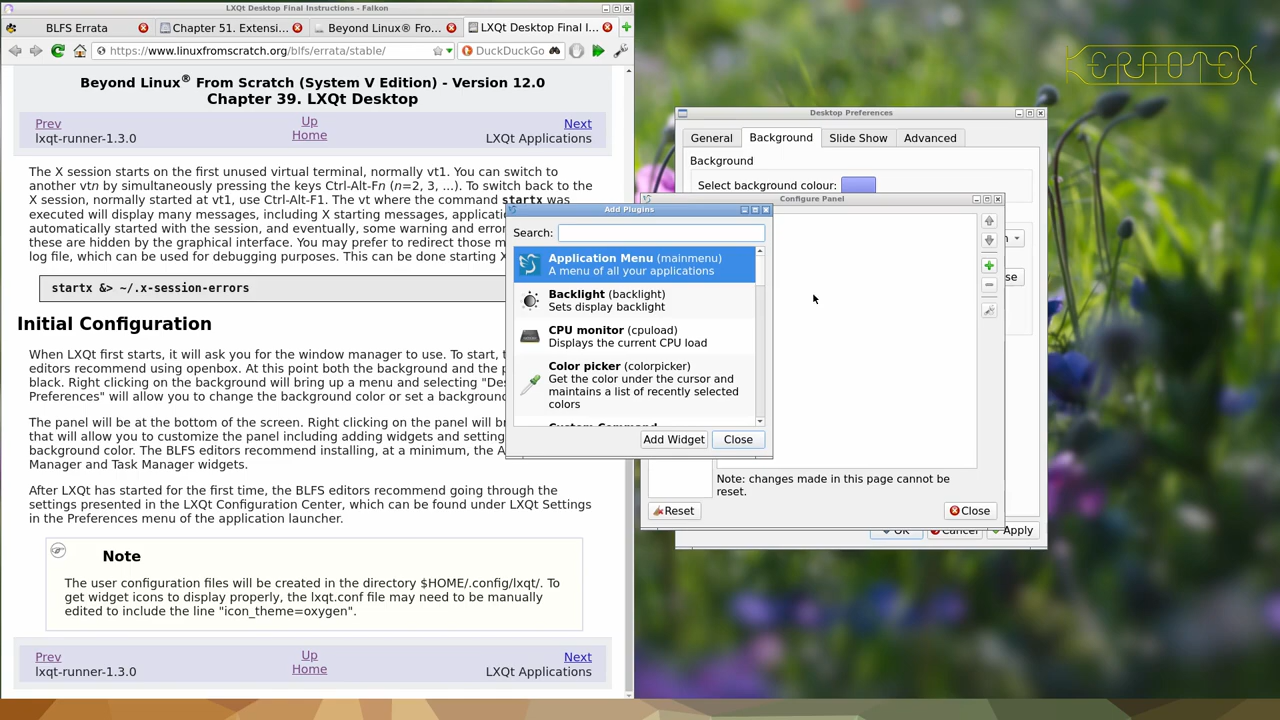 LXQt Desktop Final Instructions - Falkon
BLFS Errata
Chapter 51. Extensi...
Beyond Linux® Fro...
LXQt Desktop Final I...
https://www.linuxfromscratch.org/blfs/errata/stable/
DuckDuckGo
Beyond Linux® From Scratch (System V Edition) - Version 12.0
Chapter 39. LXQt Desktop
Prev
Up
Next
lxqt-runner-1.3.0
Home
LXQt Applications
The X session starts on the first unused virtual terminal, normally vt1. You can switch to
another vtn by simultaneously pressing the keys Ctrl-Alt-Fn (n=2, 3, ...). To switch back to the
X session, normally started at vt1, use Ctrl-Alt-F1. The vt where the command startx was
executed will display many messages, including X starting messages, applicati
automatically started with the session, and eventually, some warning and error
these are hidden by the graphical interface. You may prefer to redirect those m
log file, which can be used for debugging purposes. This can be done starting X
startx &> ~/.x-session-errors
Initial Configuration
When LXQt first starts, it will ask you for the window manager to use. To start, t
editors recommend using openbox. At this point both the background and the p
black. Right clicking on the background will bring up a menu and selecting "Des
Preferences" will allow you to change the background color or set a background
The panel will be at the bottom of the screen. Right clicking on the panel will br
that will allow you to customize the panel including adding widgets and setting
background color. The BLFS editors recommend installing, at a minimum, the A
Manager and Task Manager widgets.
After LXQt has started for the first time, the BLFS editors recommend going through the
settings presented in the LXQt Configuration Center, which can be found under LXQt Settings
in the Preferences menu of the application launcher.
Note
The user configuration files will be created in the directory $HOME/.config/lxqt/. To
get widget icons to display properly, the lxqt.conf file may need to be manually
edited to include the line "icon_theme=oxygen".
Prev
Up
Next
lxqt-runner-1.3.0
Home
LXQt Applications
KEROTEX
Desktop Preferences
General
Background
Slide Show
Advanced
Background
Select background colour:
OK
Cancel
Apply
Configure Panel
Note: changes made in this page cannot be
reset.
Reset
Close
Add Plugins
Search:
Application Menu (mainmenu)
A menu of all your applications
Backlight (backlight)
Sets display backlight
CPU monitor (cpuload)
Displays the current CPU load
Color picker (colorpicker)
Get the color under the cursor and
maintains a list of recently selected
colors
Custom Command
Add Widget
Close